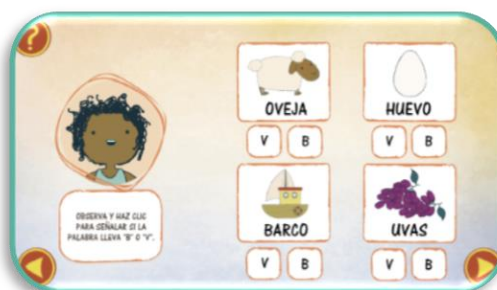 ?
OBSERVA Y HAZ CLIC
PARA SEÑALAR SI LA
PALABRA LLEVA "B" O "V".
OVEJA
V B
HUEVO
V B
BARCO
V B
UVAS
V B